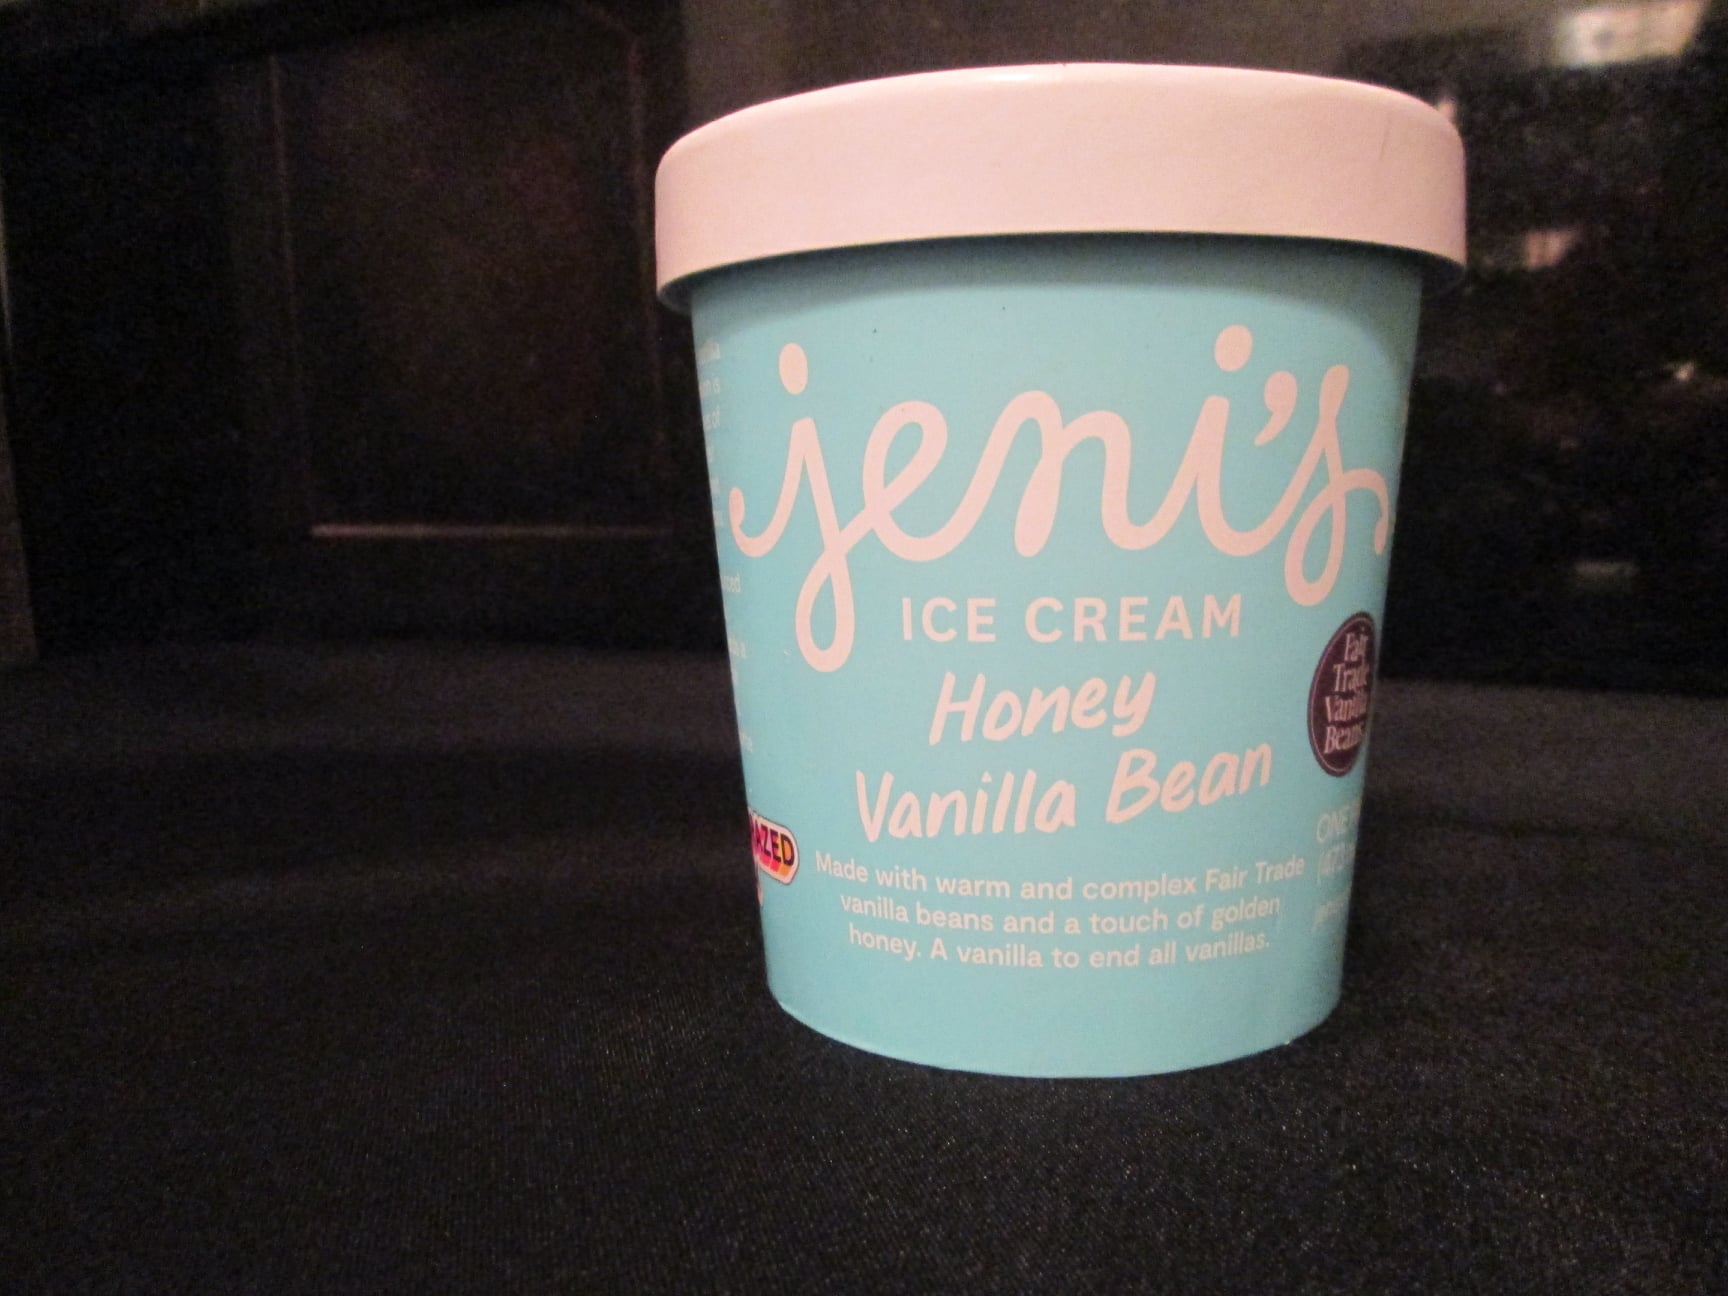 jeni's
ICE CREAM
Honey
Vanilla Bean
Made with warm and complex Fair Trade
vanilla beans and a touch of golden
honey. A vanilla to end all vanillas.
Fair
Trade
Vanilla
Beans
ONE